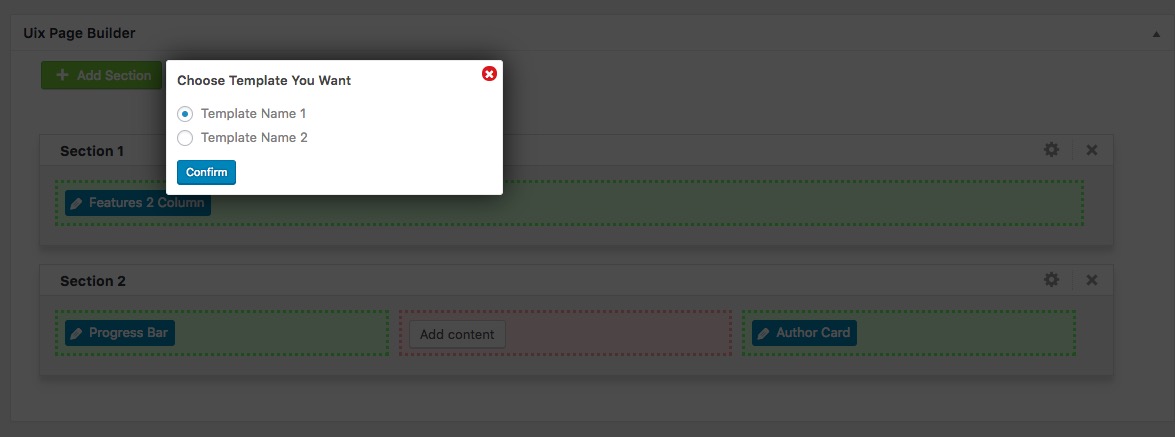 Uix Page Builder
Add Section
Choose Template You Want
Template Name 1
Template Name 2
Confirm
Section 1
Features 2 Column
Section 2
Progress Bar
Add content
Author Card